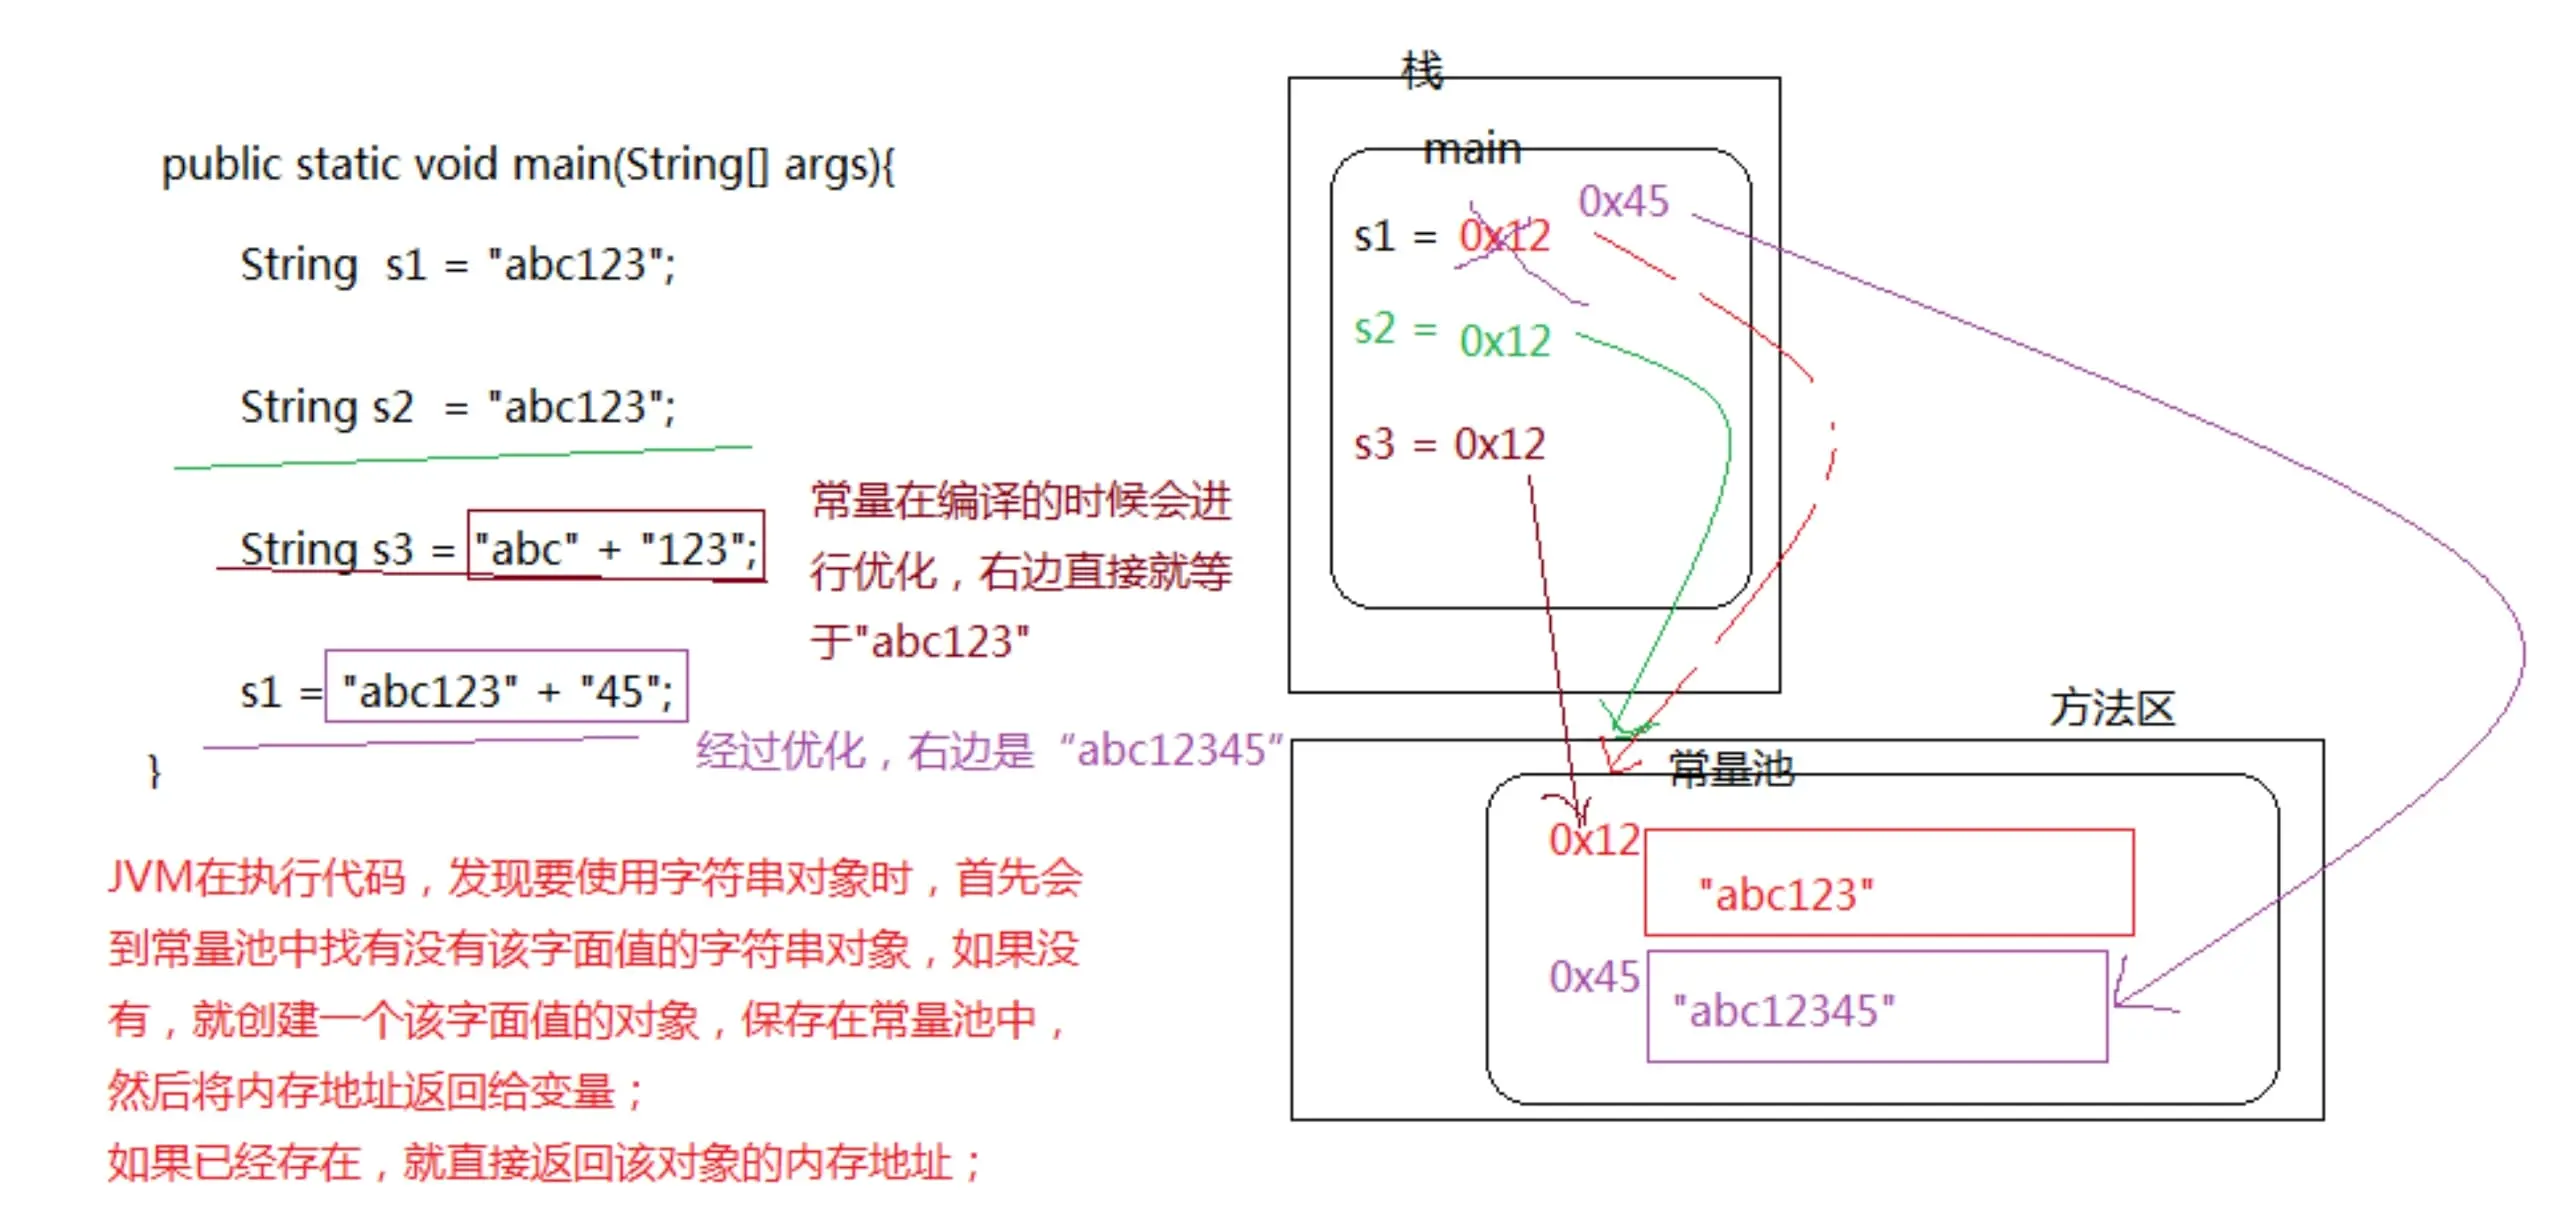 public static void main(String[] args){
String s1 = "abc123";
String s2 = "abc123";
String s3 = "abc" + "123";
常量在编译的时候会进
行优化，右边直接就等
于"abc123"
s1 = "abc123" + "45";
经过优化，右边是“abc12345”
}
JVM在执行代码，发现要使用字符串对象时，首先会
到常量池中找有没有该字面值的字符串对象，如果没
有，就创建一个该字面值的对象，保存在常量池中，
然后将内存地址返回给变量；
如果已经存在，就直接返回该对象的内存地址；
栈
main
s1 = 0x12 0x45
s2 = 0x12
s3 = 0x12
方法区
常量池
0x12
"abc123"
0x45
"abc12345"